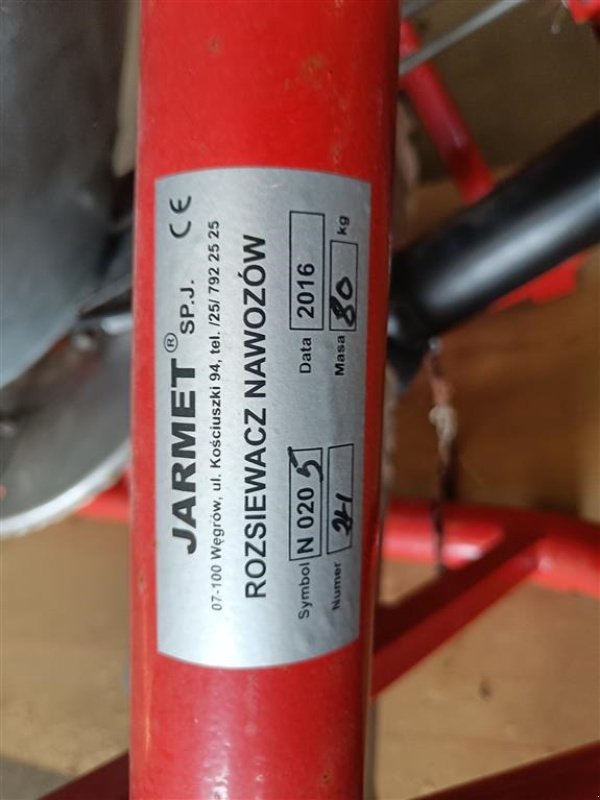 JARMET® SP.J. CE
07-100 Węgrów, ul. Kościuszki 94, tel. /25/ 792 25 25
ROZSIEWACZ NAWOZÓW
Symbol N 020 5 Data 2016
Numer Masa 80 kg